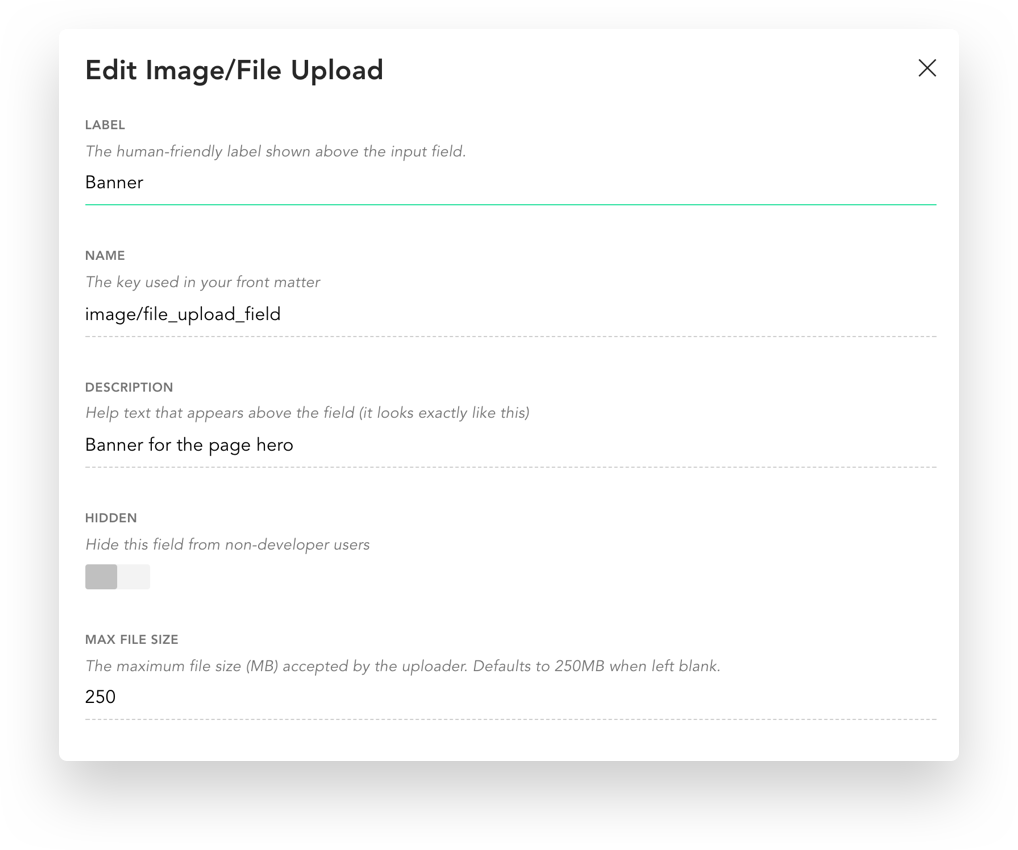 Edit Image/File Upload
LABEL
The human-friendly label shown above the input field.
Banner
NAME
The key used in your front matter
image/file_upload_field
DESCRIPTION
Help text that appears above the field (it looks exactly like this)
Banner for the page hero
HIDDEN
Hide this field from non-developer users
MAX FILE SIZE
The maximum file size (MB) accepted by the uploader. Defaults to 250MB when left blank.
250